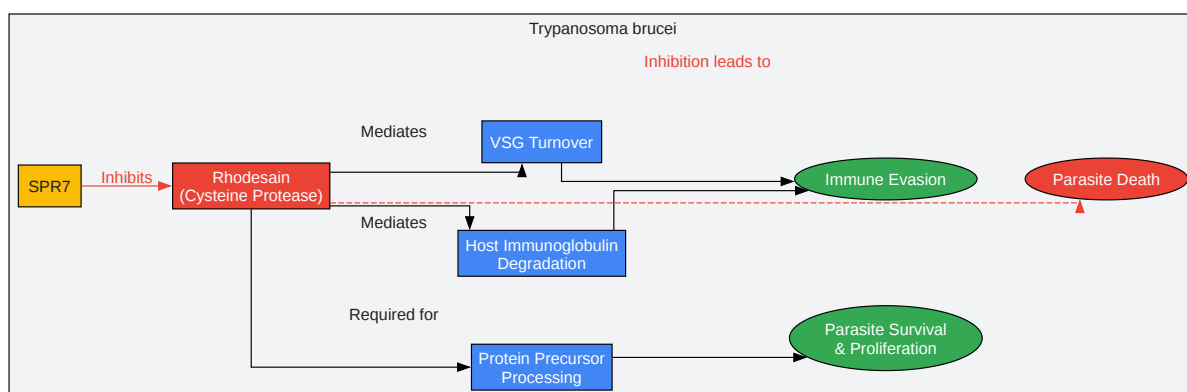 Trypanosoma brucei
Inhibition leads to
Mediates
VSG Turnover
SPR7
Inhibits
Rhodesain
(Cysteine Protease)
Immune Evasion
Parasite Death
Mediates
Host Immunoglobulin
Degradation
Required for
Parasite Survival
& Proliferation
Protein Precursor
Processing